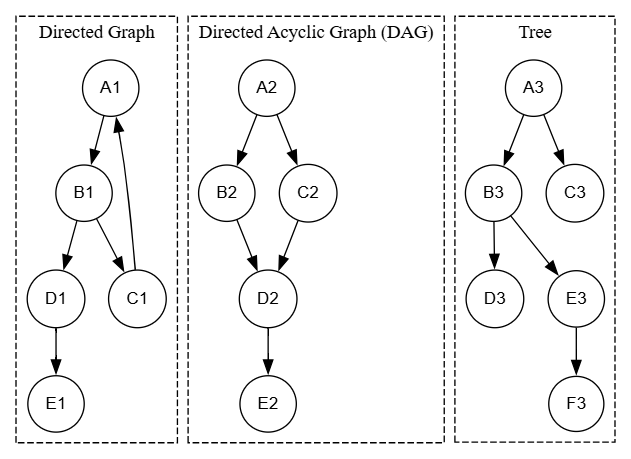 Directed Graph
A1
B1
D1
C1
E1
Directed Acyclic Graph (DAG)
A2
B2
C2
D2
E2
Tree
A3
B3
C3
D3
E3
F3